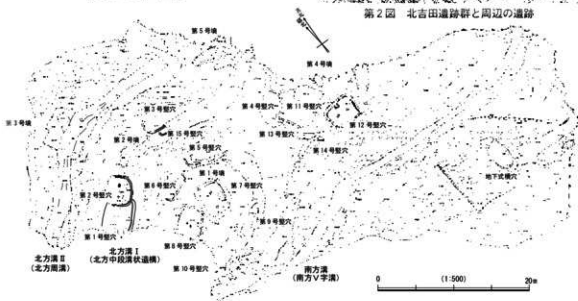 第2図 北吉田遺跡群と周辺の遺跡
第5号墳
第4号墳
第3号竪穴
第4号竪穴
第11号竪穴
第3号墳
第12号竪穴
第15号竪穴
第2号墳
第13号竪穴
第5号竪穴
第14号竪穴
第1号墳
地下式横穴
第6号竪穴
第7号竪穴
第2号竪穴
第9号竪穴
第1号竪穴
第8号竪穴
北方溝Ⅱ
(北方周溝)
北方溝Ⅰ
(北方中段溝状遺構)
第10号竪穴
南方溝
(南方V字溝)
0 (1:500) 20m